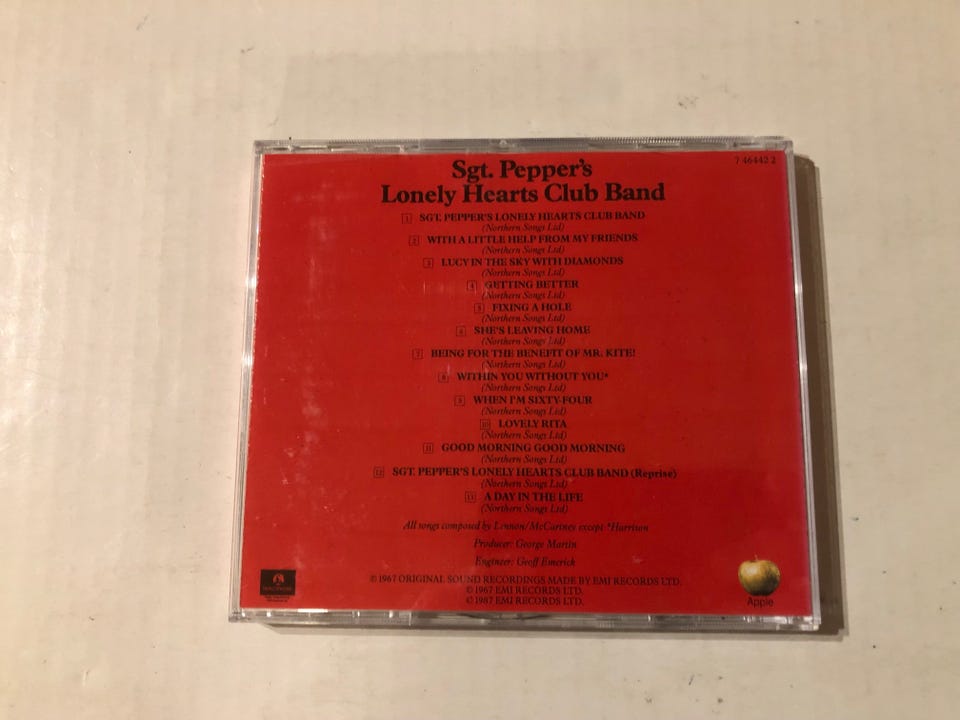 Sgt. Pepper's
7 46442 2
Lonely Hearts Club Band
1 SGT. PEPPER'S LONELY HEARTS CLUB BAND
(Northern Songs Ltd)
2 WITH A LITTLE HELP FROM MY FRIENDS
(Northern Songs Ltd)
3 LUCY IN THE SKY WITH DIAMONDS
(Northern Songs Ltd)
4 GETTING BETTER
(Northern Songs Ltd)
5 FIXING A HOLE
(Northern Songs Ltd)
6 SHE'S LEAVING HOME
(Northern Songs Ltd)
7 BEING FOR THE BENEFIT OF MR. KITE!
(Northern Songs Ltd)
8 WITHIN YOU WITHOUT YOU*
(Northern Songs Ltd)
9 WHEN I'M SIXTY-FOUR
(Northern Songs Ltd)
10 LOVELY RITA
(Northern Songs Ltd)
11 GOOD MORNING GOOD MORNING
(Northern Songs Ltd)
12 SGT. PEPPER'S LONELY HEARTS CLUB BAND (Reprise)
(Northern Songs Ltd)
13 A DAY IN THE LIFE
(Northern Songs Ltd)
All songs composed by Lennon/McCartney except *Harrison
Producer: George Martin
Engineer: Geoff Emerick
© 1967 ORIGINAL SOUND RECORDINGS MADE BY EMI RECORDS LTD.
© 1967 EMI RECORDS LTD.
© 1987 EMI RECORDS LTD.
PARLOPHONE
Apple